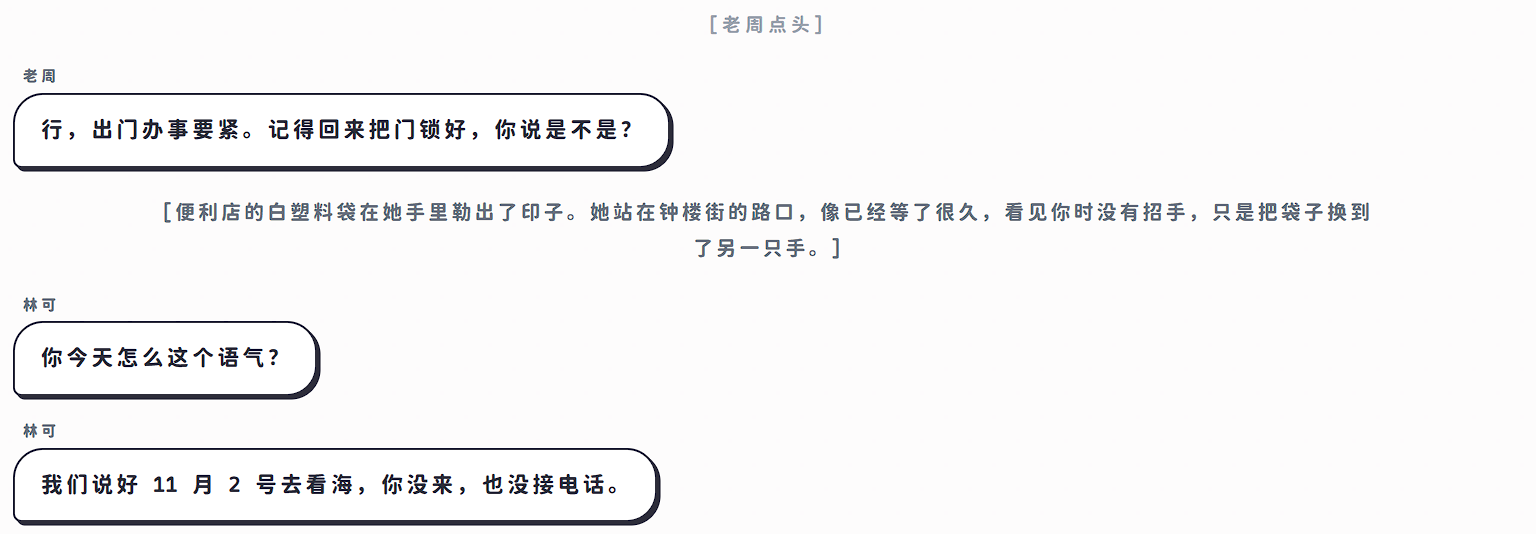 [老周点头]
老周
行，出门办事要紧。记得回来把门锁好，你说是不是？
[便利店的白塑料袋在她手里勒出了印子。她站在钟楼街的路口，像已经等了很久，看见你时没有招手，只是把袋子换到
了另一只手。]
林可
你今天怎么这个语气？
林可
我们说好 11 月 2 号去看海，你没来，也没接电话。